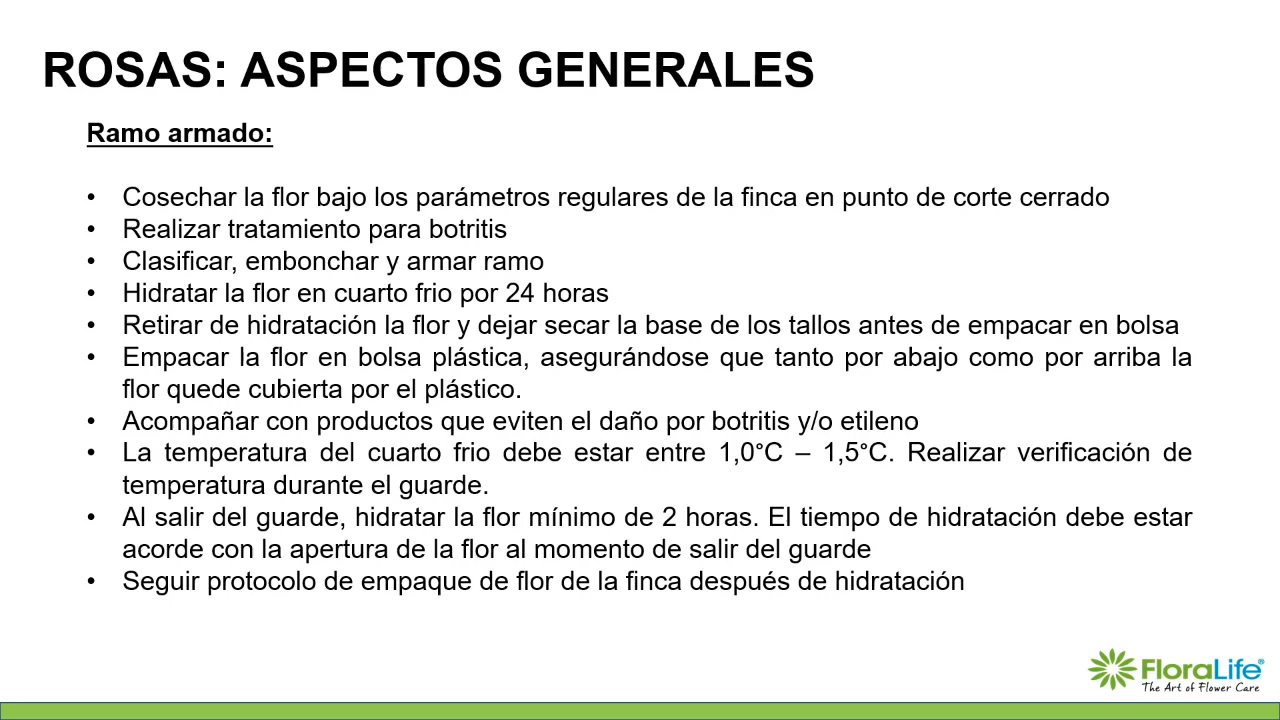 ROSAS: ASPECTOS GENERALES
Ramo armado:
• Cosechar la flor bajo los parámetros regulares de la finca en punto de corte cerrado
• Realizar tratamiento para botritis
• Clasificar, embonchar y armar ramo
• Hidratar la flor en cuarto frio por 24 horas
• Retirar de hidratación la flor y dejar secar la base de los tallos antes de empacar en bolsa
• Empacar la flor en bolsa plástica, asegurándose que tanto por abajo como por arriba la
flor quede cubierta por el plástico.
• Acompañar con productos que eviten el daño por botritis y/o etileno
• La temperatura del cuarto frio debe estar entre 1,0°C – 1,5°C. Realizar verificación de
temperatura durante el guarde.
• Al salir del guarde, hidratar la flor mínimo de 2 horas. El tiempo de hidratación debe estar
acorde con la apertura de la flor al momento de salir del guarde
• Seguir protocolo de empaque de flor de la finca después de hidratación
FloraLife®
The Art of Flower Care